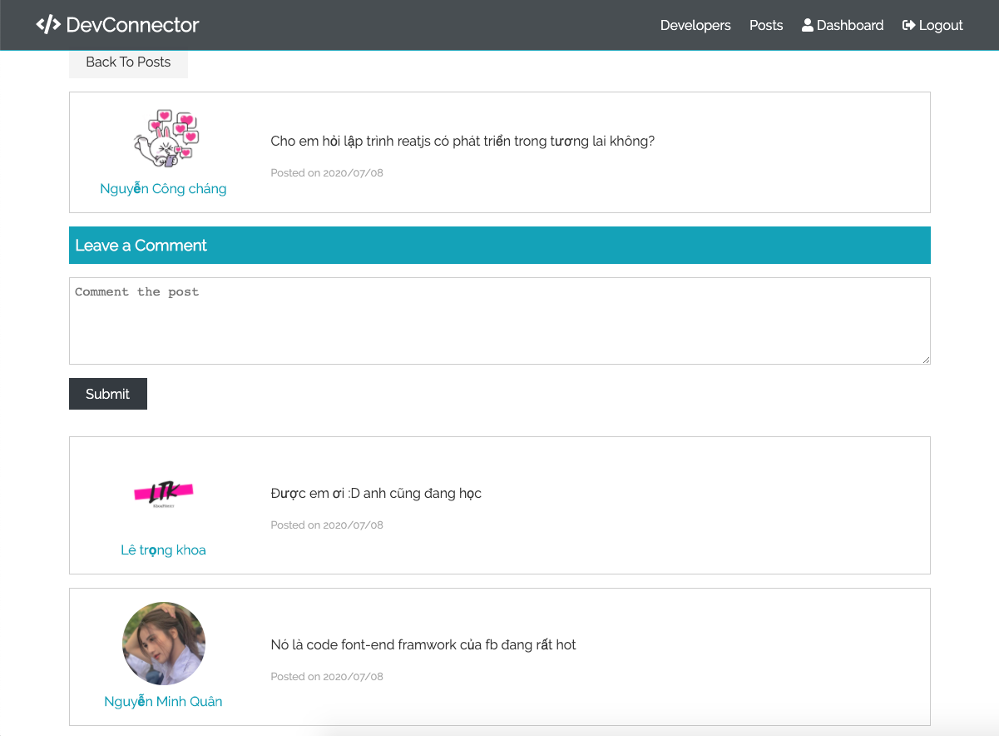 DevConnector
Developers Posts Dashboard Logout
Back To Posts
Cho em hỏi lập trình reatjs có phát triển trong tương lai không?
Posted on 2020/07/08
Nguyễn Công cháng
Leave a Comment
Comment the post
Submit
LTK
Được em ơi :D anh cũng đang học
Posted on 2020/07/08
Lê trọng khoa
Nó là code font-end framwork của fb đang rất hot
Posted on 2020/07/08
Nguyễn Minh Quân